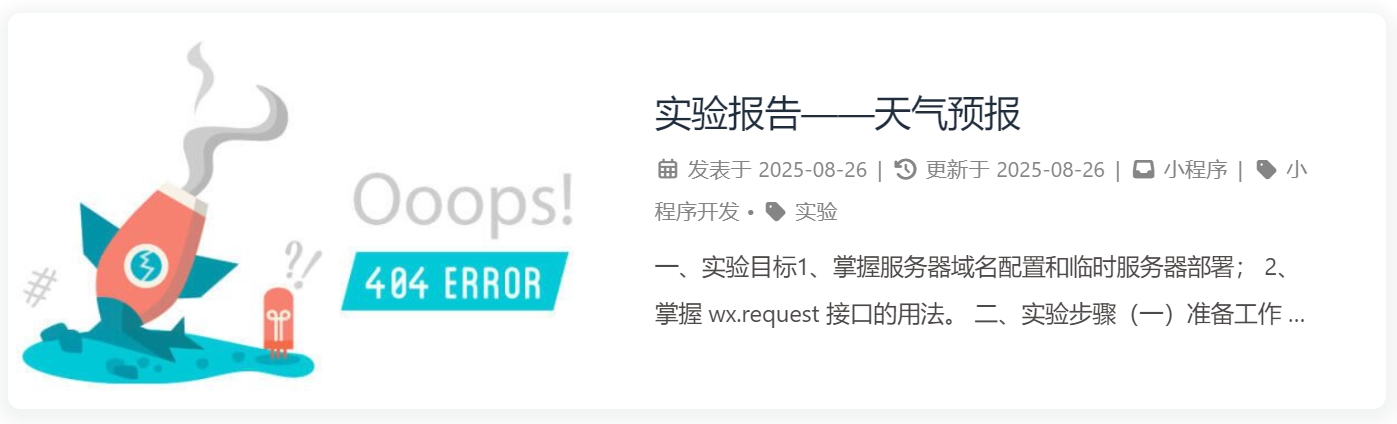 Ooops!
404 ERROR
#
?!
实验报告——天气预报
发表于 2025-08-26 | 更新于 2025-08-26 | 小程序 | 小
程序开发 • 实验
一、实验目标1、掌握服务器域名配置和临时服务器部署； 2、
掌握 wx.request 接口的用法。 二、实验步骤（一）准备工作 ...